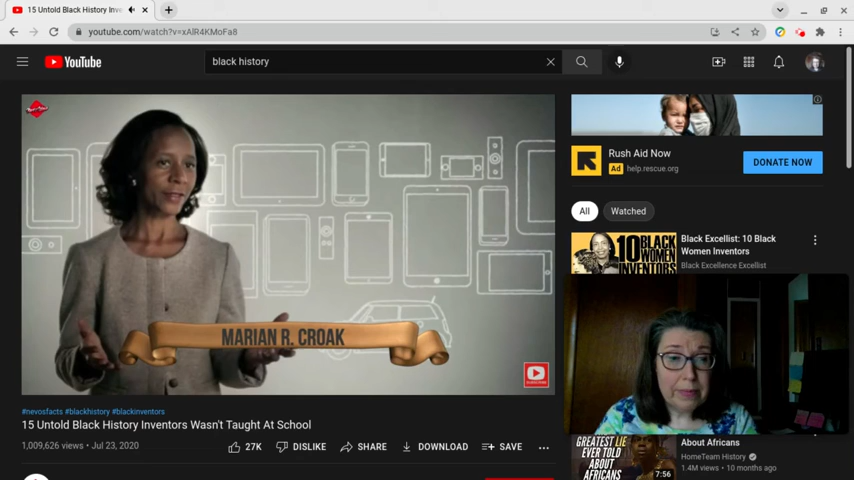 15 Untold Black History Inve
youtube.com/watch?v=xAlR4KMoFa8
YouTube
black history
MARIAN R. CROAK
#nevosfacts #blackhistory #blackinventors
15 Untold Black History Inventors Wasn't Taught At School
1,009,626 views • Jul 23, 2020
27K
DISLIKE
SHARE
DOWNLOAD
SAVE
Rush Aid Now
Ad help.rescue.org
DONATE NOW
All
Watched
10 BLACK
WOMEN
INVENTORS
Black Excellist: 10 Black
Women Inventors
Black Excellence Excellist
GREATEST LIE
EVER TOLD
ABOUT
AFRICANS
7:56
About Africans
HomeTeam History
1.4M views • 10 months ago